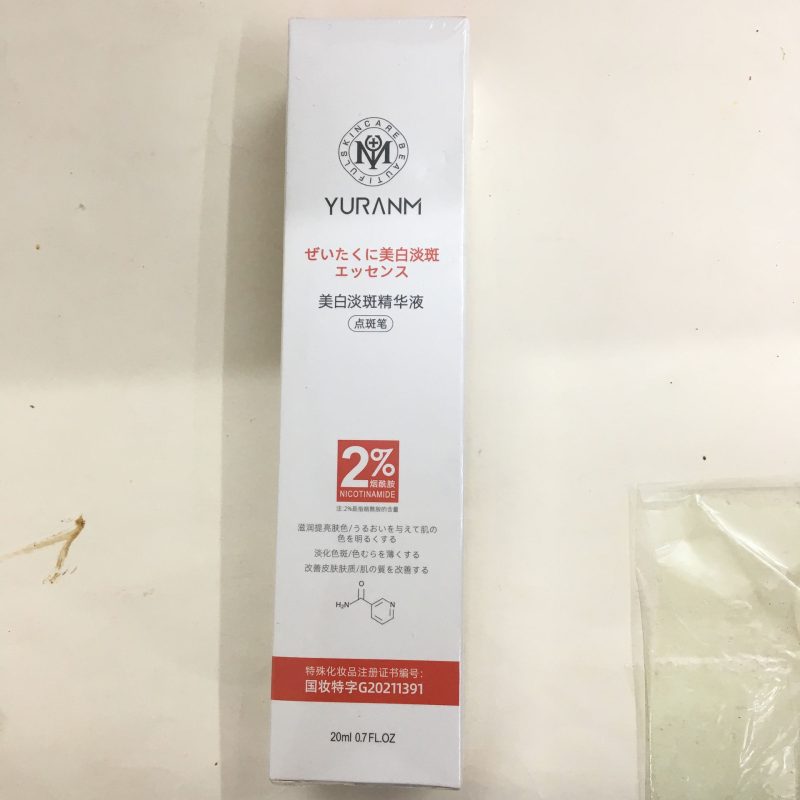 SKINCARE BEAUTIFUL
YM
YURANM
ぜいたくに美白淡斑
エッセンス
美白淡斑精华液
点斑笔
2%
烟酰胺
NICOTINAMIDE
注:2%是指烟酰胺的含量
滋润提亮肤色/うるおいを与えて肌の
色を明るくする
淡化色斑/色むらを薄くする
改善皮肤肤质/肌の質を改善する
O
H₂N
N
特殊化妆品注册证书编号:
国妆特字G20211391
20ml 0.7 FL.OZ